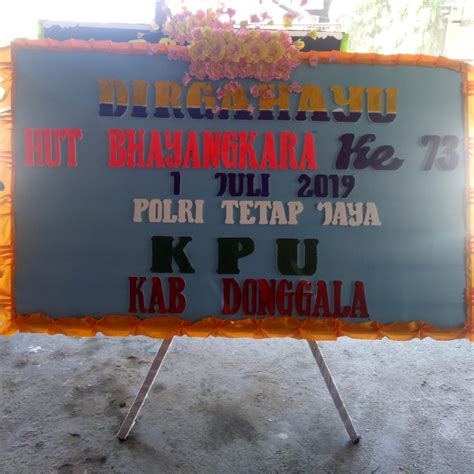 DIRGAHAYU
HUT BHAYANGKARA Ke 73
1 JULI 2019
POLRI TETAP JAYA
KPU
KAB DONGGALA